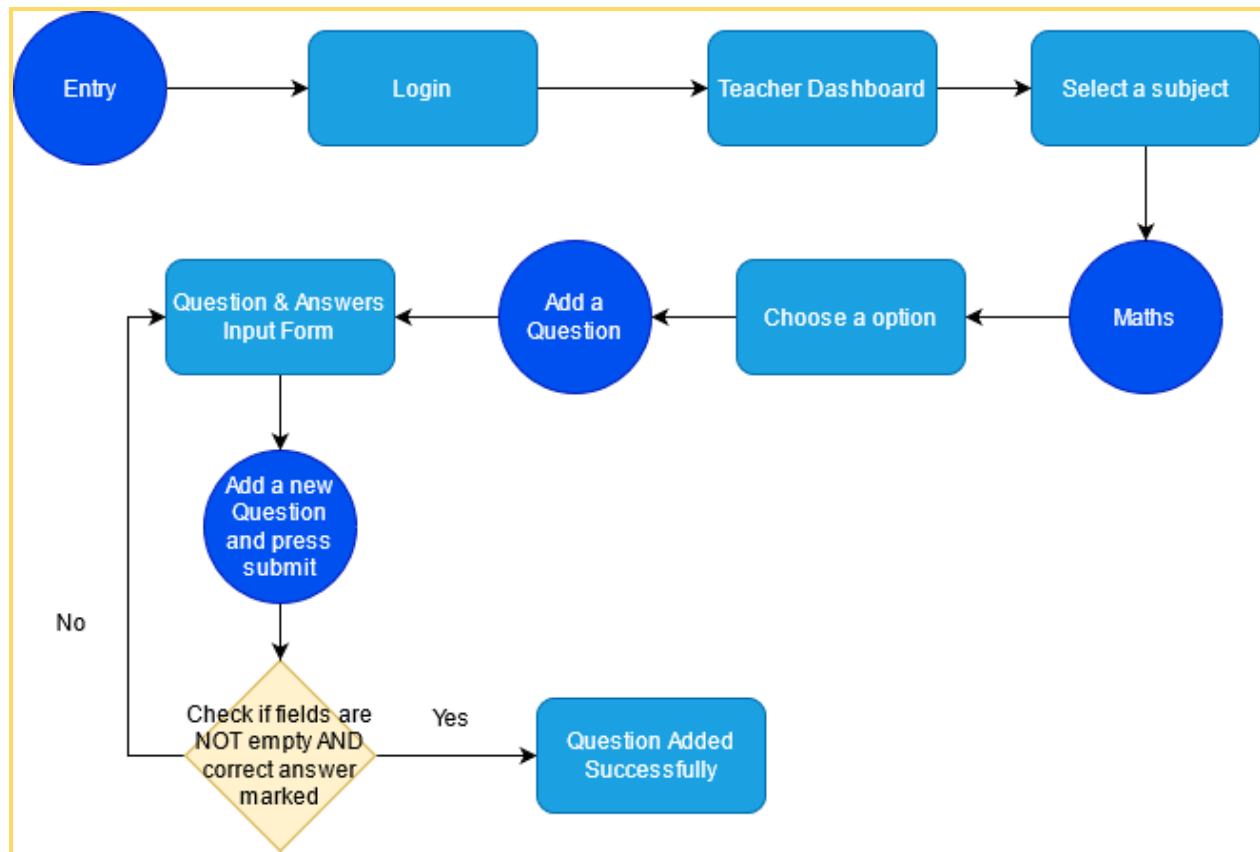 Entry
Login
Teacher Dashboard
Select a subject
Maths
Choose a option
Add a
Question
Question & Answers
Input Form
Add a new
Question
and press
submit
Check if fields are
NOT empty AND
correct answer
marked
No
Yes
Question Added
Successfully